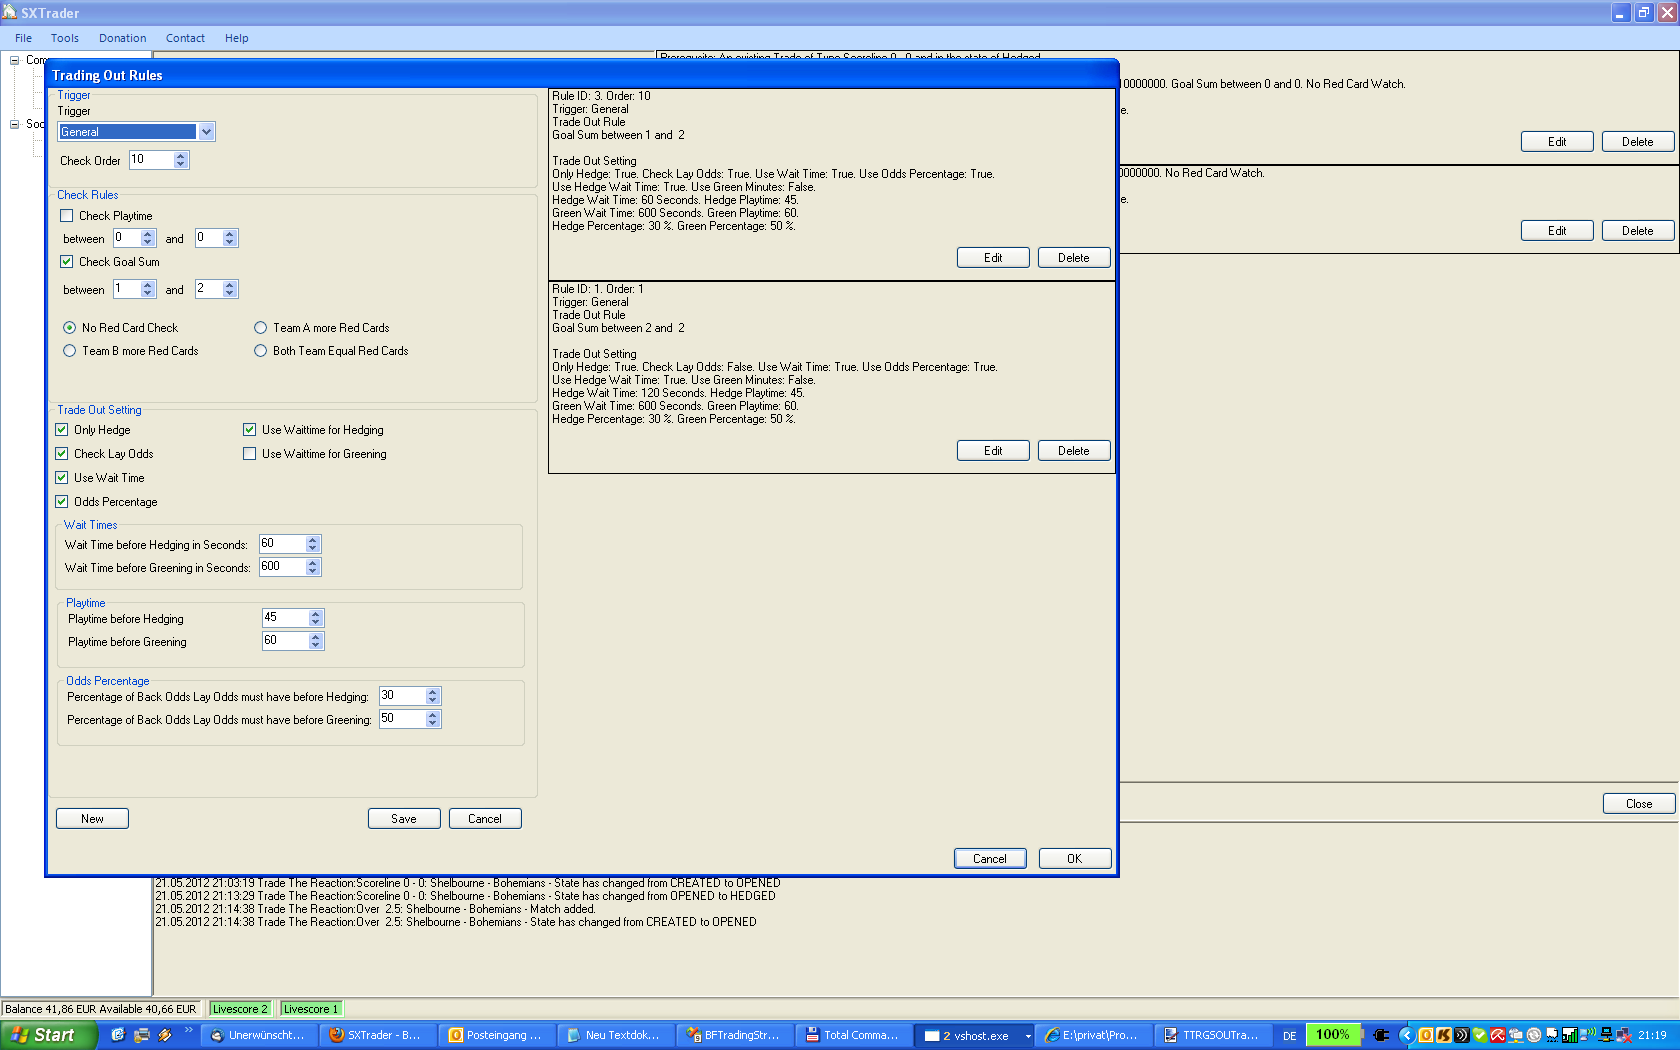 SXTrader
File Tools Donation Contact Help
Trading Out Rules
Trigger
Trigger
General
Check Order 10
Check Rules
Check Playtime
between 0 and 0
Check Goal Sum
between 1 and 2
No Red Card Check Team A more Red Cards
Team B more Red Cards Both Team Equal Red Cards
Trade Out Setting
Only Hedge Use Waittime for Hedging
Check Lay Odds Use Waittime for Greening
Use Wait Time
Odds Percentage
Wait Times
Wait Time before Hedging in Seconds: 60
Wait Time before Greening in Seconds: 600
Playtime
Playtime before Hedging 45
Playtime before Greening 60
Odds Percentage
Percentage of Back Odds Lay Odds must have before Hedging: 30
Percentage of Back Odds Lay Odds must have before Greening: 50
New Save Cancel
Rule ID: 3. Order: 10
Trigger: General
Trade Out Rule
Goal Sum between 1 and 2
Trade Out Setting
Only Hedge: True. Check Lay Odds: True. Use Wait Time: True. Use Odds Percentage: True.
Use Hedge Wait Time: True. Use Green Minutes: False.
Hedge Wait Time: 60 Seconds. Hedge Playtime: 45.
Green Wait Time: 600 Seconds. Green Playtime: 60.
Hedge Percentage: 30 %. Green Percentage: 50 %.
Edit Delete
Rule ID: 1. Order: 1
Trigger: General
Trade Out Rule
Goal Sum between 2 and 2
Trade Out Setting
Only Hedge: True. Check Lay Odds: False. Use Wait Time: True. Use Odds Percentage: True.
Use Hedge Wait Time: True. Use Green Minutes: False.
Hedge Wait Time: 120 Seconds. Hedge Playtime: 45.
Green Wait Time: 600 Seconds. Green Playtime: 60.
Hedge Percentage: 30 %. Green Percentage: 50 %.
Edit Delete
Cancel OK
Prerequisite: An existing Trade of Type Scoreline 0 - 0 and in the state of Hedged
10000000. Goal Sum between 0 and 0. No Red Card Watch.
e.
Edit Delete
0000000. No Red Card Watch.
e.
Edit Delete
Close
21.05.2012 21:03:19 Trade The Reaction:Scoreline 0 - 0: Shelbourne - Bohemians - State has changed from CREATED to OPENED
21.05.2012 21:13:29 Trade The Reaction:Scoreline 0 - 0: Shelbourne - Bohemians - State has changed from OPENED to HEDGED
21.05.2012 21:14:38 Trade The Reaction:Over 2.5: Shelbourne - Bohemians - Match added.
21.05.2012 21:14:38 Trade The Reaction:Over 2.5: Shelbourne - Bohemians - State has changed from CREATED to OPENED
Balance 41,86 EUR Available 40,66 EUR Livescore 2 Livescore 1
Start Unerwünscht... SXTrader - B... Posteingang ... Neu Textdok... BFTradingStr... Total Comma... 2 vshost.exe E:\privat\Pro... TTRGSOUTra... DE 100% 21:19